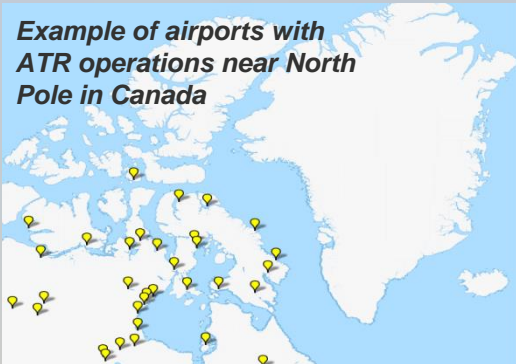 Example of airports with
ATR operations near North
Pole in Canada